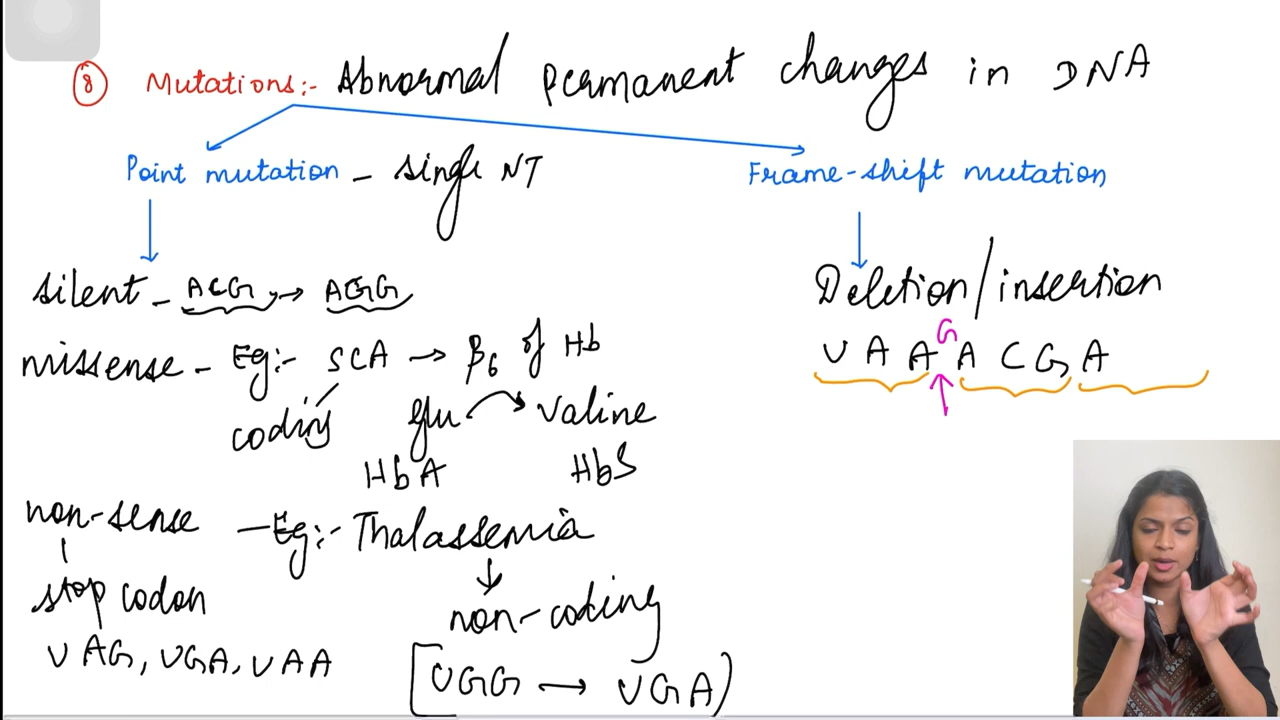 8 Mutations:- Abnormal permanent changes in DNA
Point mutation - single NT
Frame-shift mutation
silent - ACG, → AGG
missense - Eg:- SCA → β6 of Hb
coding glu → valine
HbA HbS
non-sense - Eg:- Thalassemia
stop codon
non-coding
UAG, UGA, UAA
[UGG → UGA)
Deletion/insertion
G
U A A A C G A